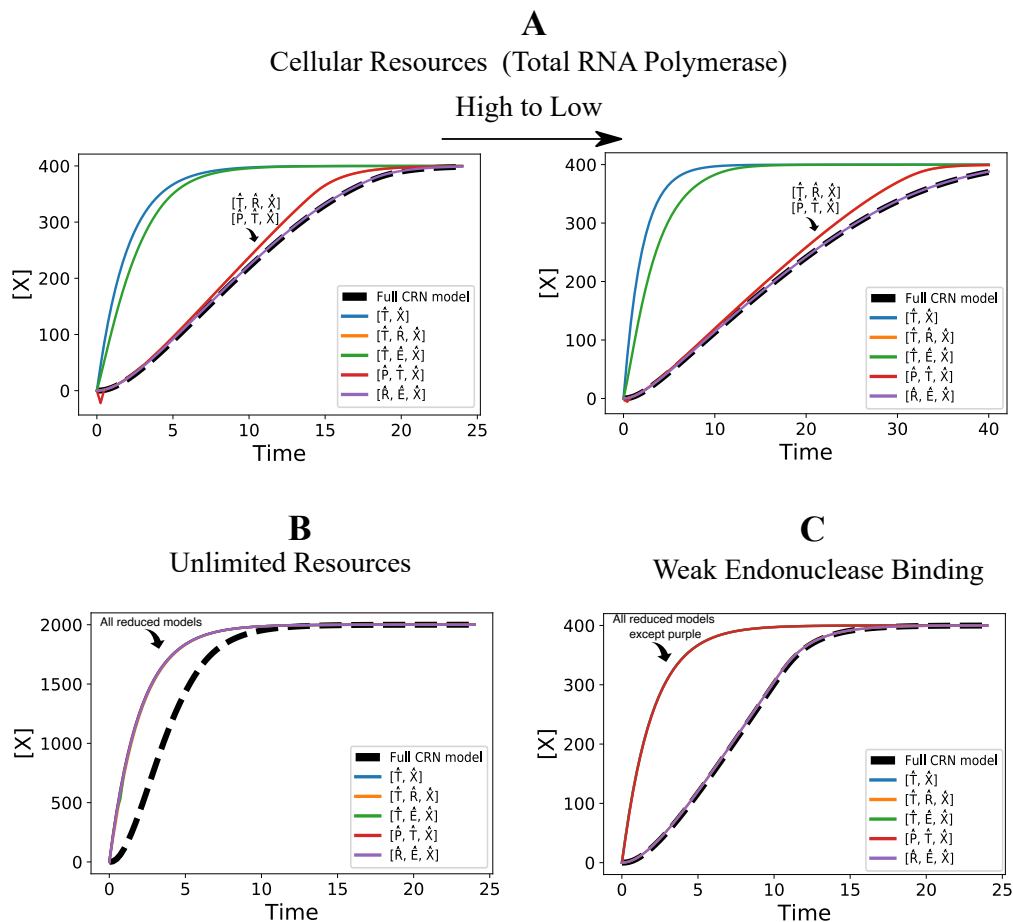 A
Cellular Resources (Total RNA Polymerase)
High to Low
400
300
200
100
0
[X]
[T̂, R̂, X̂]
[P̂, T̂, X̂]
Full CRN model
[T̂, X̂]
[T̂, R̂, X̂]
[T̂, Ê, X̂]
[P̂, T̂, X̂]
[R̂, Ê, X̂]
0 5 10 15 20 25
Time
400
300
200
100
0
[X]
[T̂, R̂, X̂]
[P̂, T̂, X̂]
Full CRN model
[T̂, X̂]
[T̂, R̂, X̂]
[T̂, Ê, X̂]
[P̂, T̂, X̂]
[R̂, Ê, X̂]
0 10 20 30 40
Time
B
Unlimited Resources
All reduced models
2000
1500
1000
500
0
[X]
Full CRN model
[T̂, X̂]
[T̂, R̂, X̂]
[T̂, Ê, X̂]
[P̂, T̂, X̂]
[R̂, Ê, X̂]
0 5 10 15 20 25
Time
C
Weak Endonuclease Binding
All reduced models
except purple
400
300
200
100
0
[X]
Full CRN model
[T̂, X̂]
[T̂, R̂, X̂]
[T̂, Ê, X̂]
[P̂, T̂, X̂]
[R̂, Ê, X̂]
0 5 10 15 20 25
Time